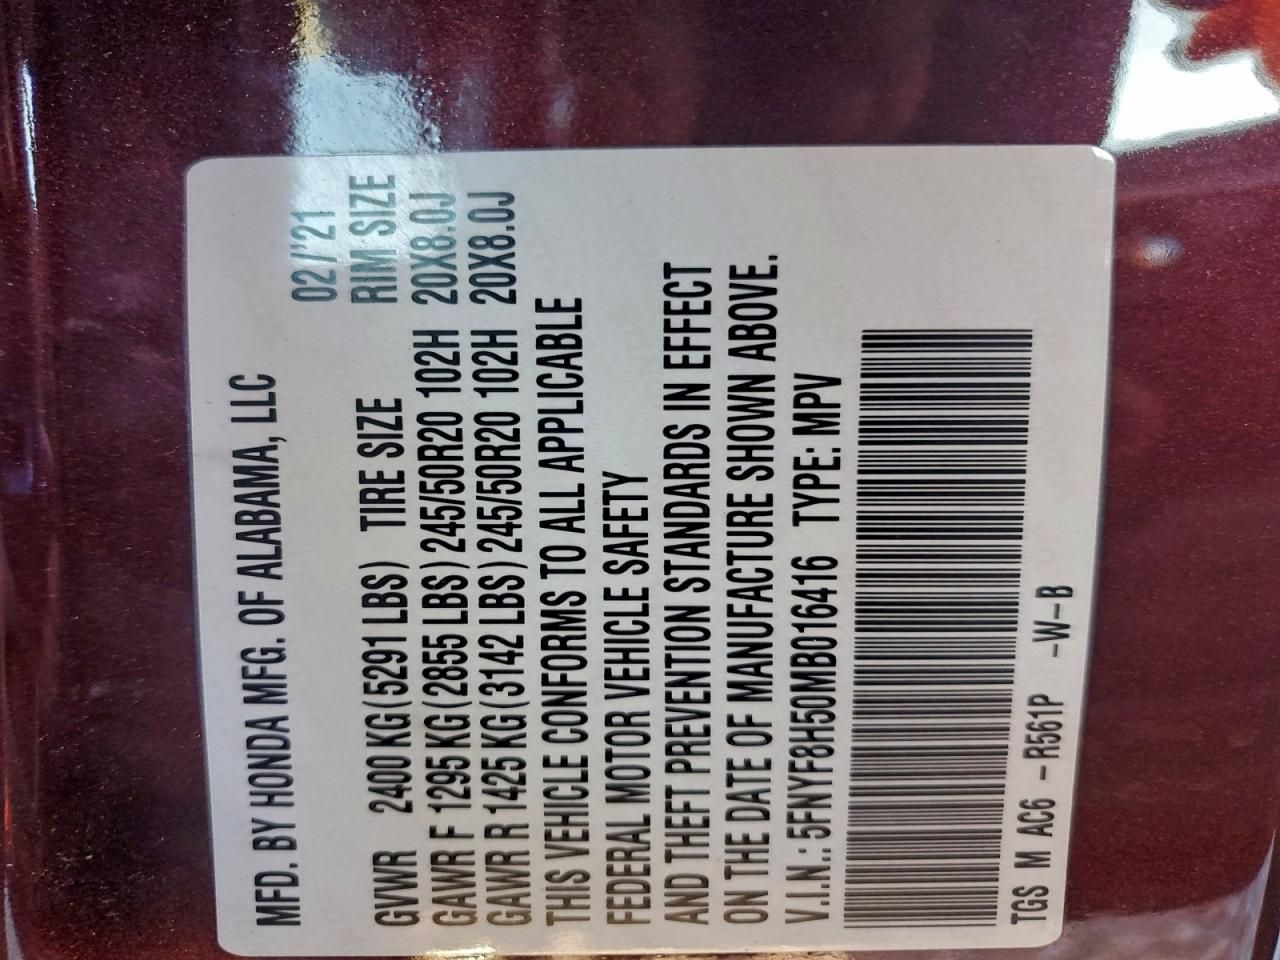 MFD. BY HONDA MFG. OF ALABAMA, LLC
02/'21
GVWR 2400 KG(5291 LBS) TIRE SIZE RIM SIZE
GAWR F 1295 KG(2855 LBS) 245/50R20 102H 20X8.0J
GAWR R 1425 KG(3142 LBS) 245/50R20 102H 20X8.0J
THIS VEHICLE CONFORMS TO ALL APPLICABLE
FEDERAL MOTOR VEHICLE SAFETY
AND THEFT PREVENTION STANDARDS IN EFFECT
ON THE DATE OF MANUFACTURE SHOWN ABOVE.
V.I.N.: 5FNYF8H50MB016416 TYPE: MPV
TGS M AC6 -R561P -W-B